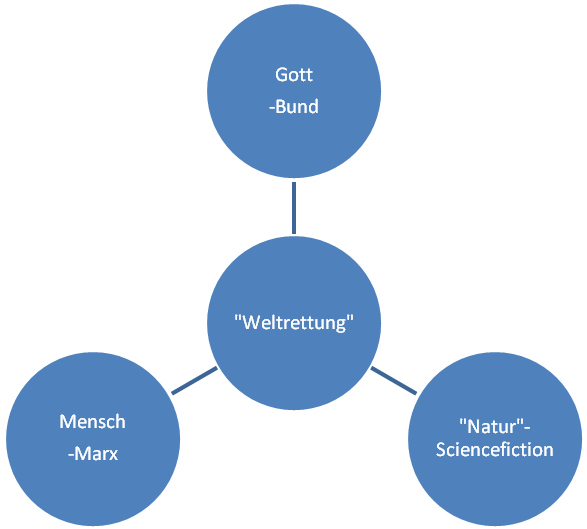 Gott
-Bund
"Weltrettung"
Mensch
-Marx
"Natur"-
Sciencefiction